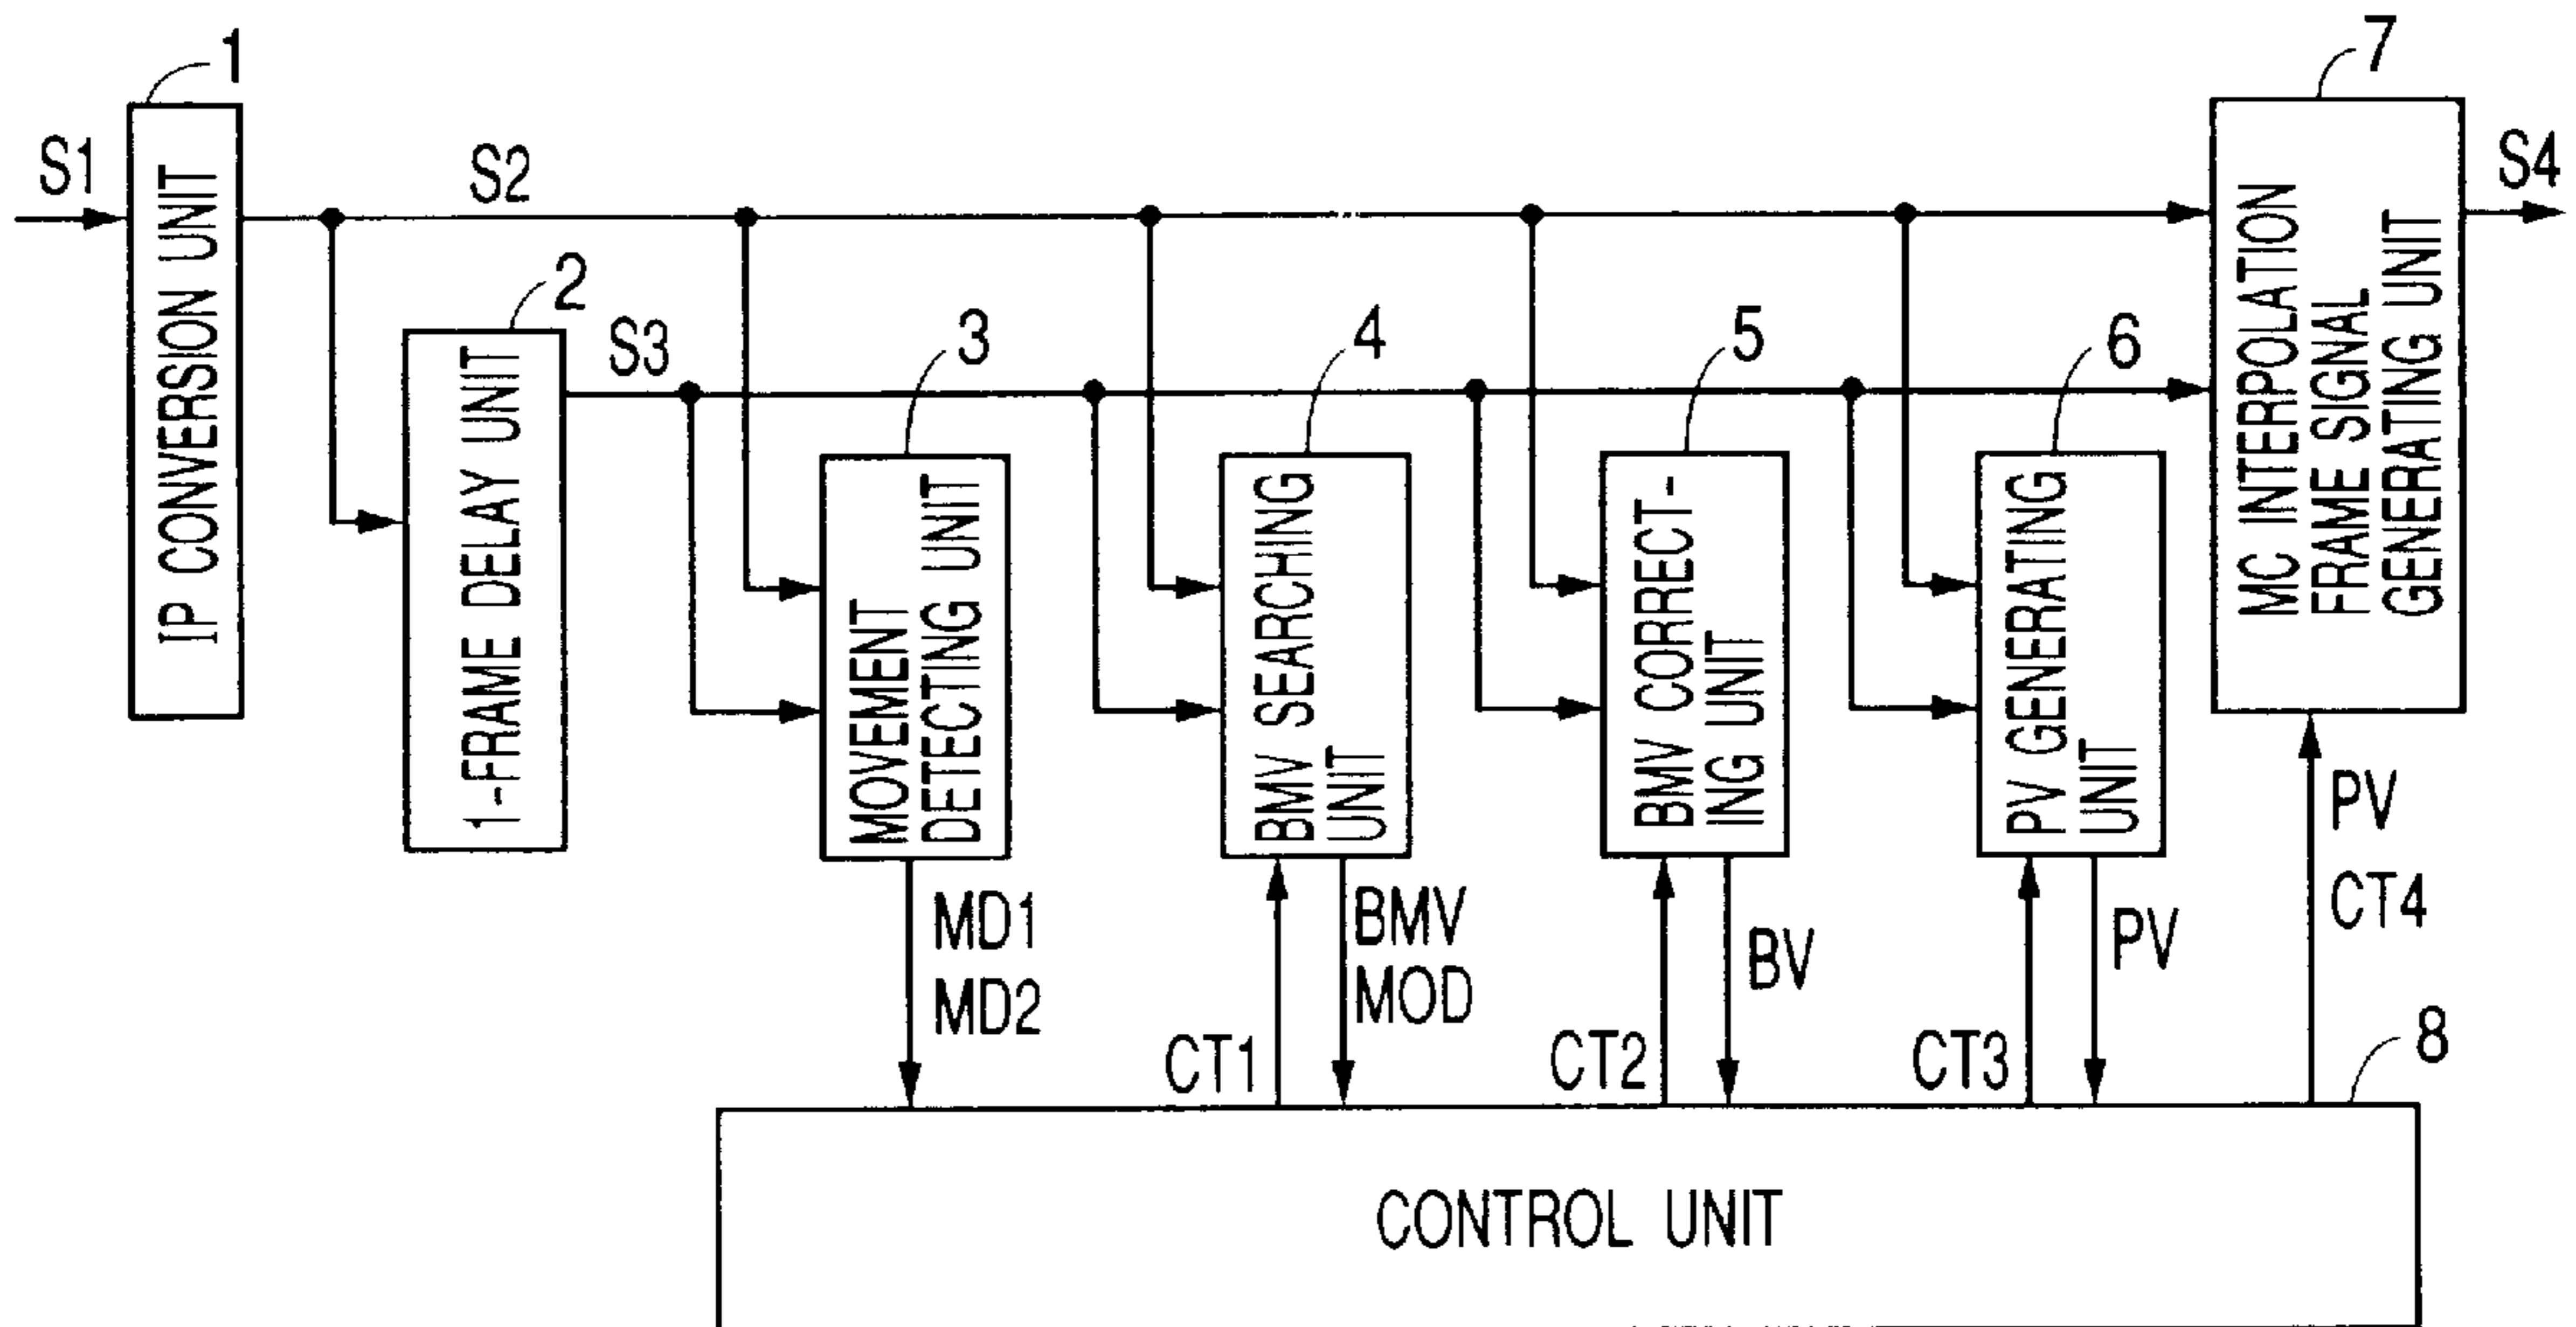 1
7
S1
IP CONVERSION UNIT
S2
S4
2
1-FRAME DELAY UNIT
S3
3
MOVEMENT
DETECTING UNIT
4
BMV SEARCHING
UNIT
5
BMV CORRECT-
ING UNIT
6
PV GENERATING
UNIT
MC INTERPOLATION
FRAME SIGNAL
GENERATING UNIT
MD1
MD2
CT1
BMV
MOD
CT2
BV
CT3
PV
PV
CT4
8
CONTROL UNIT